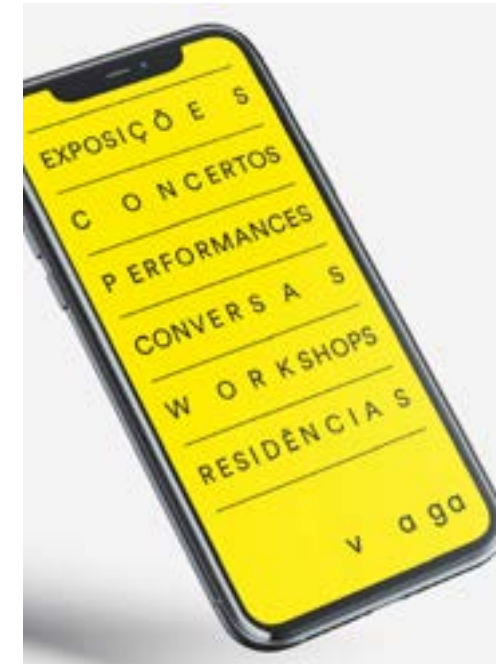 EXPOSIÇÕES
CONCERTOS
PERFORMANCES
CONVERSAS
WORKSHOPS
RESIDÊNCIAS
vaga